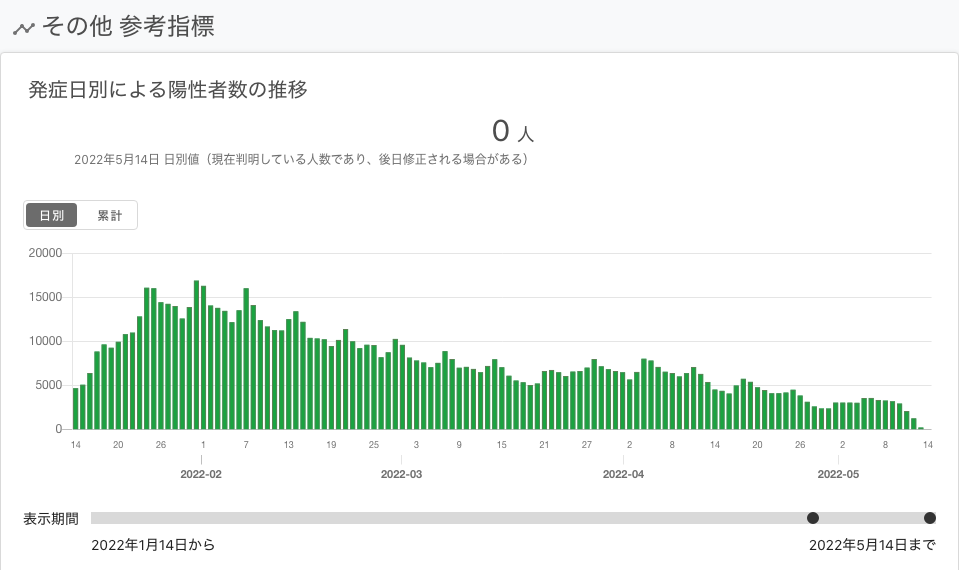 その他 参考指標
発症日別による陽性者数の推移
0 人
2022年5月14日 日別値（現在判明している人数であり、後日修正される場合がある）
日別 累計
20000
15000
10000
5000
0
14 20 26 1 7 13 19 25 3 9 15 21 27 2 8 14 20 26 2 8 14
2022-02 2022-03 2022-04 2022-05
表示期間
2022年1月14日から 2022年5月14日まで